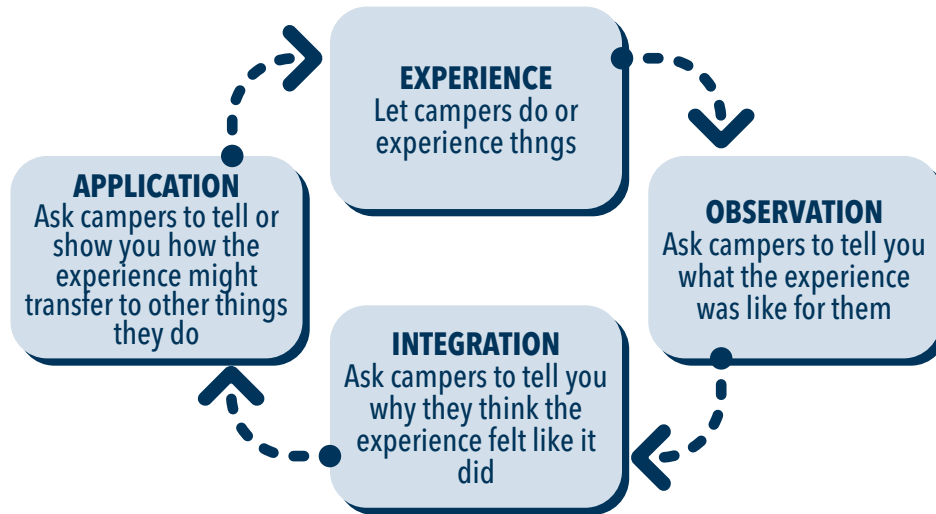 EXPERIENCE
Let campers do or
experience thngs
OBSERVATION
Ask campers to tell you
what the experience
was like for them
INTEGRATION
Ask campers to tell you
why they think the
experience felt like it
did
APPLICATION
Ask campers to tell or
show you how the
experience might
transfer to other things
they do